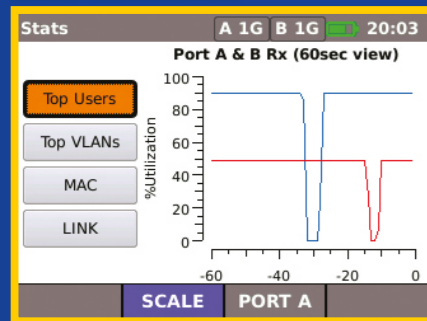 Stats A 1G B 1G 20:03
Port A & B Rx (60sec view)
Top Users
Top VLANs
MAC
LINK
%Utilization
100
80
60
40
20
0
-60 -40 -20 0
SCALE PORT A